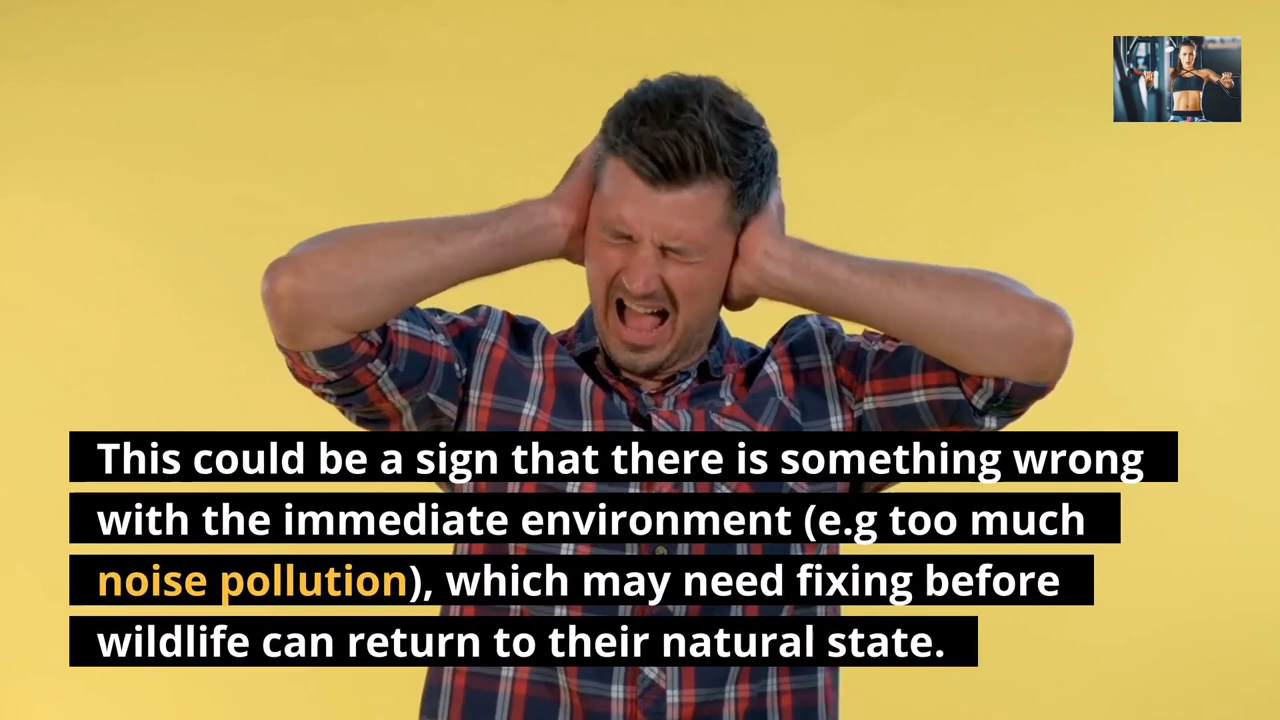 This could be a sign that there is something wrong
with the immediate environment (e.g too much
noise pollution), which may need fixing before
wildlife can return to their natural state.